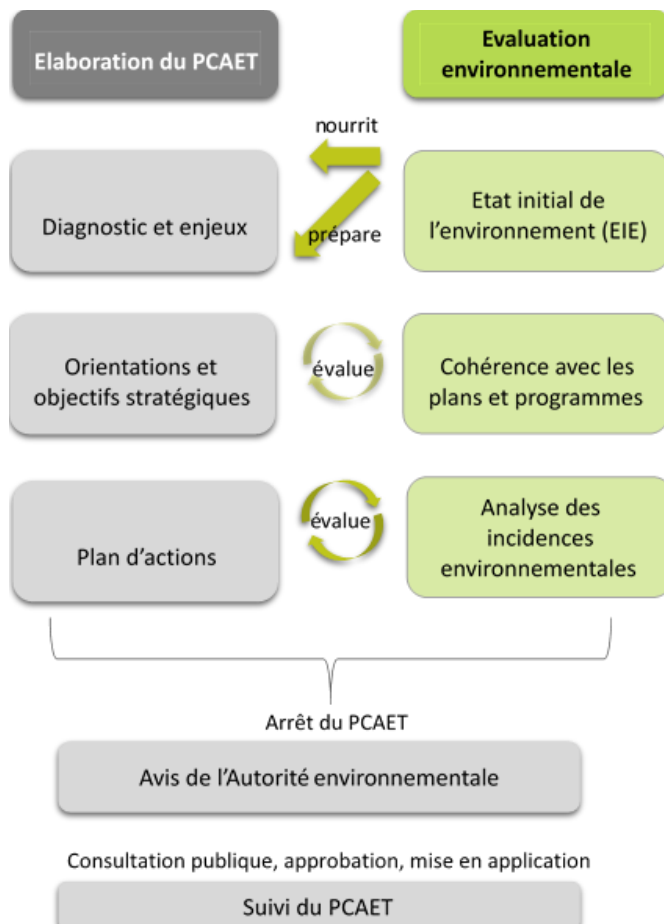 Elaboration du PCAET
Evaluation
environnementale
nourrit
Diagnostic et enjeux
prépare
Etat initial de
l'environnement (EIE)
Orientations et
objectifs stratégiques
évalue
Cohérence avec les
plans et programmes
Plan d'actions
évalue
Analyse des
incidences
environnementales
Arrêt du PCAET
Avis de l'Autorité environnementale
Consultation publique, approbation, mise en application
Suivi du PCAET